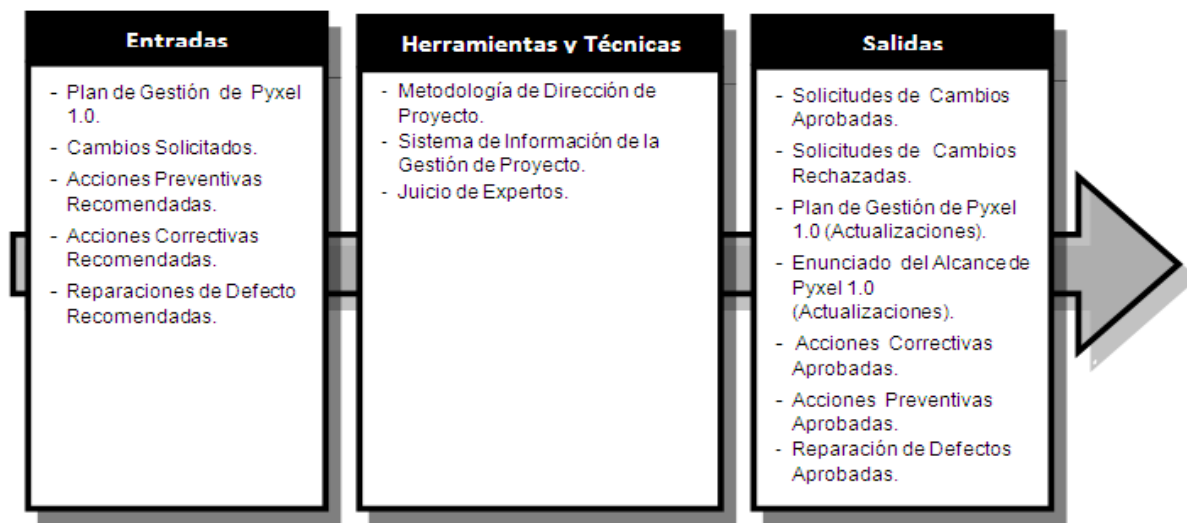 Entradas
- Plan de Gestión de Pyxel
1.0.
- Cambios Solicitados.
- Acciones Preventivas
Recomendadas.
- Acciones Correctivas
Recomendadas.
- Reparaciones de Defecto
Recomendadas.
Herramientas y Técnicas
- Metodología de Dirección de
Proyecto.
- Sistema de Información de la
Gestión de Proyecto.
- Juicio de Expertos.
Salidas
- Solicitudes de Cambios
Aprobadas.
- Solicitudes de Cambios
Rechazadas.
- Plan de Gestión de Pyxel
1.0 (Actualizaciones).
- Enunciado del Alcance de
Pyxel 1.0
(Actualizaciones).
- Acciones Correctivas
Aprobadas.
- Acciones Preventivas
Aprobadas.
- Reparación de Defectos
Aprobadas.